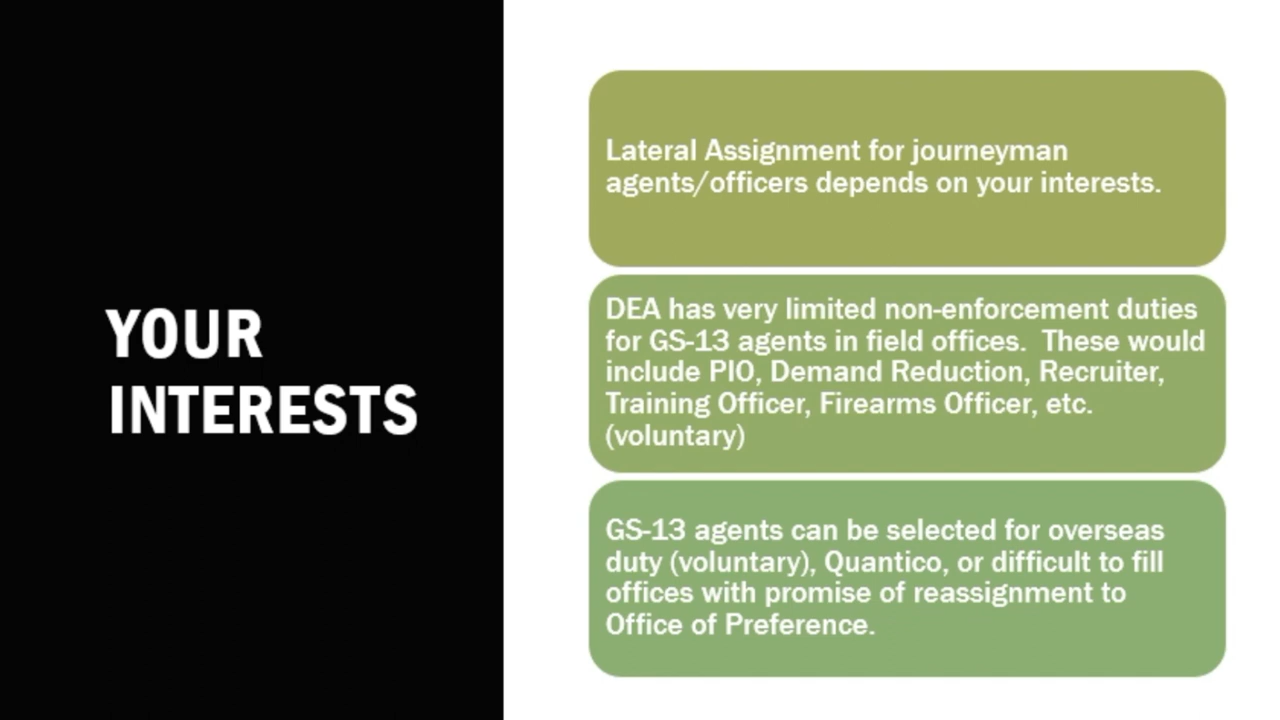 YOUR
INTERESTS
Lateral Assignment for journeyman
agents/officers depends on your interests.
DEA has very limited non-enforcement duties
for GS-13 agents in field offices.  These would
include PIO, Demand Reduction, Recruiter,
Training Officer, Firearms Officer, etc.
(voluntary)
GS-13 agents can be selected for overseas
duty (voluntary), Quantico, or difficult to fill
offices with promise of reassignment to
Office of Preference.